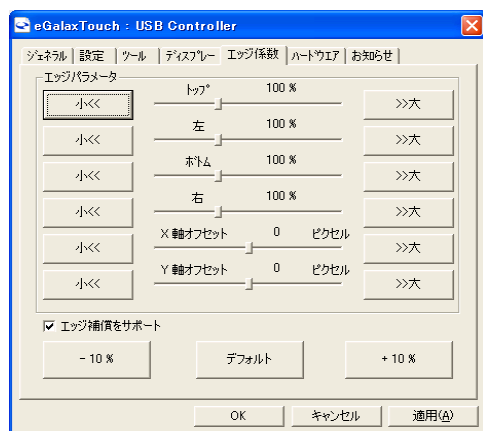 eGalaxTouch : USB Controller
ジェネラル 設定 ツール ディスプレー エッジ係数 ハードウエア お知らせ
エッジパラメータ
小<< トップ 100 % >>大
小<< 左 100 % >>大
小<< ボトム 100 % >>大
小<< 右 100 % >>大
小<< X 軸オフセット 0 ピクセル >>大
小<< Y 軸オフセット 0 ピクセル >>大
エッジ補償をサポート
- 10 % デフォルト + 10 %
OK キャンセル 適用(A)